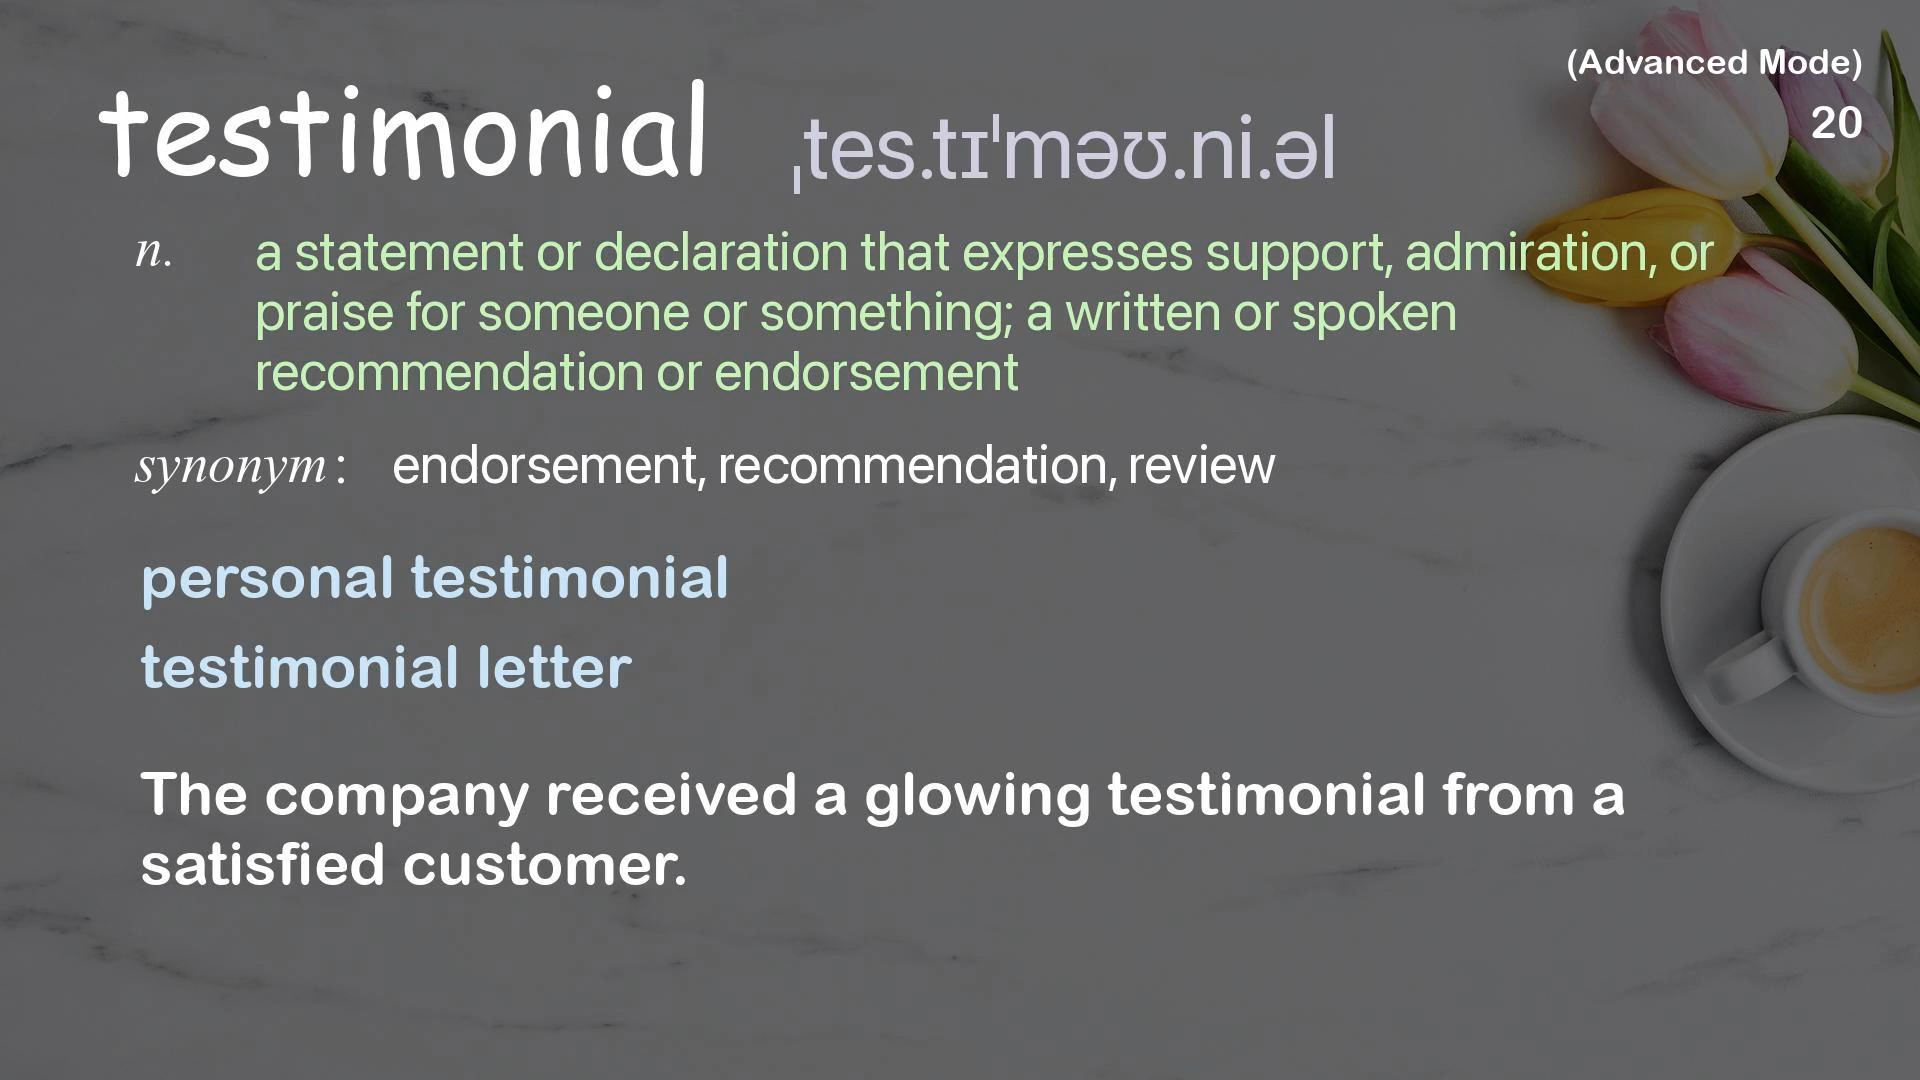 (Advanced Mode)
20
testimonial ˌtes.tɪˈməʊ.ni.əl
n. a statement or declaration that expresses support, admiration, or
praise for someone or something; a written or spoken
recommendation or endorsement
synonym : endorsement, recommendation, review
personal testimonial
testimonial letter
The company received a glowing testimonial from a
satisfied customer.